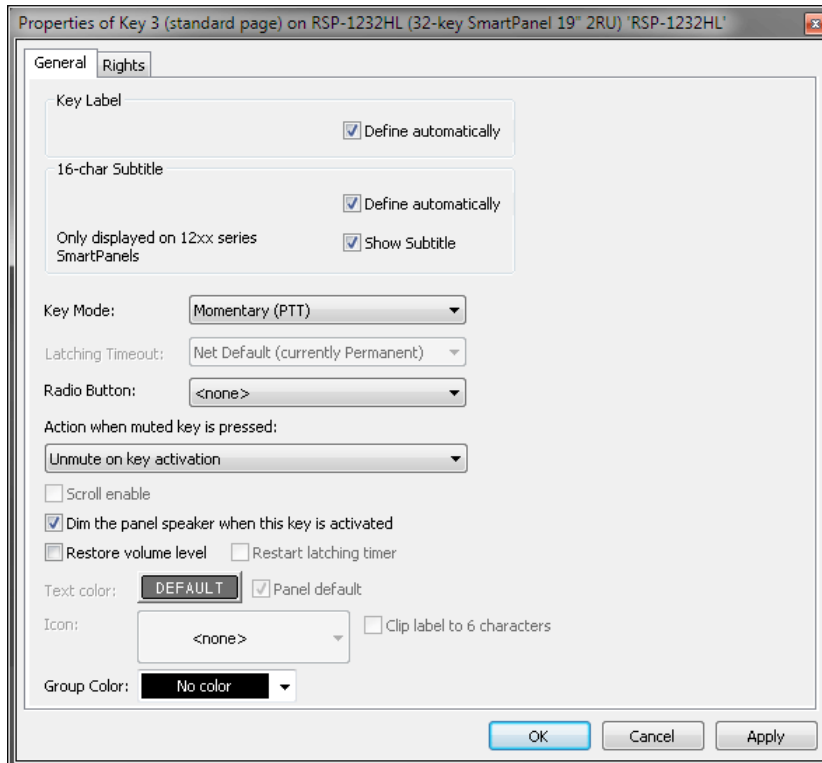 Properties of Key 3 (standard page) on RSP-1232HL (32-key SmartPanel 19" 2RU) 'RSP-1232HL'
General Rights
Key Label
Define automatically
16-char Subtitle
Define automatically
Only displayed on 12xx series
SmartPanels
Show Subtitle
Key Mode: Momentary (PTT)
Latching Timeout: Net Default (currently Permanent)
Radio Button: <none>
Action when muted key is pressed:
Unmute on key activation
Scroll enable
Dim the panel speaker when this key is activated
Restore volume level Restart latching timer
Text color: DEFAULT Panel default
Icon: <none> Clip label to 6 characters
Group Color: No color
OK Cancel Apply